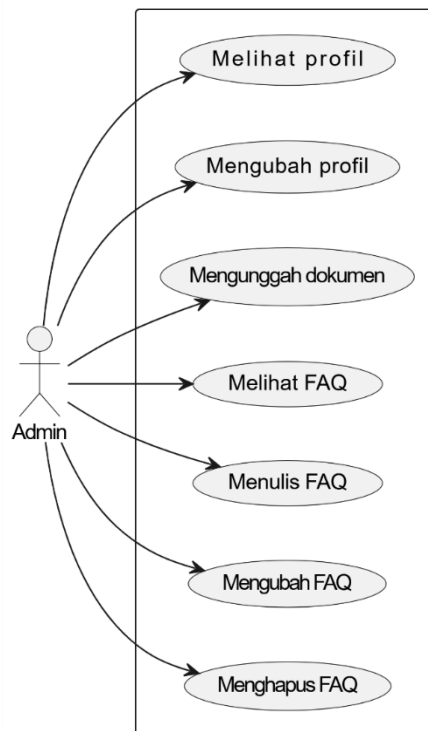 Melihat profil
Mengubah profil
Mengunggah dokumen
Melihat FAQ
Admin
Menulis FAQ
Mengubah FAQ
Menghapus FAQ